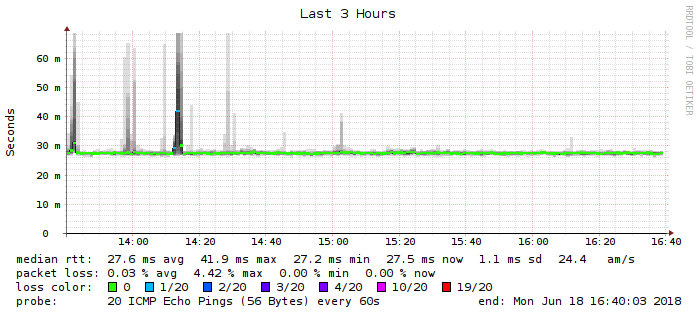 Last 3 Hours
RRDTOOL / TOBI OETIKER
Seconds
60 m
50 m
40 m
30 m
20 m
10 m
0
14:00 14:20 14:40 15:00 15:20 15:40 16:00 16:20 16:40
median rtt: 27.6 ms avg 41.9 ms max 27.2 ms min 27.5 ms now 1.1 ms sd 24.4 am/s
packet loss: 0.03 % avg 4.42 % max 0.00 % min 0.00 % now
loss color: 0 1/20 2/20 3/20 4/20 10/20 19/20
probe: 20 ICMP Echo Pings (56 Bytes) every 60s end: Mon Jun 18 16:40:03 2018